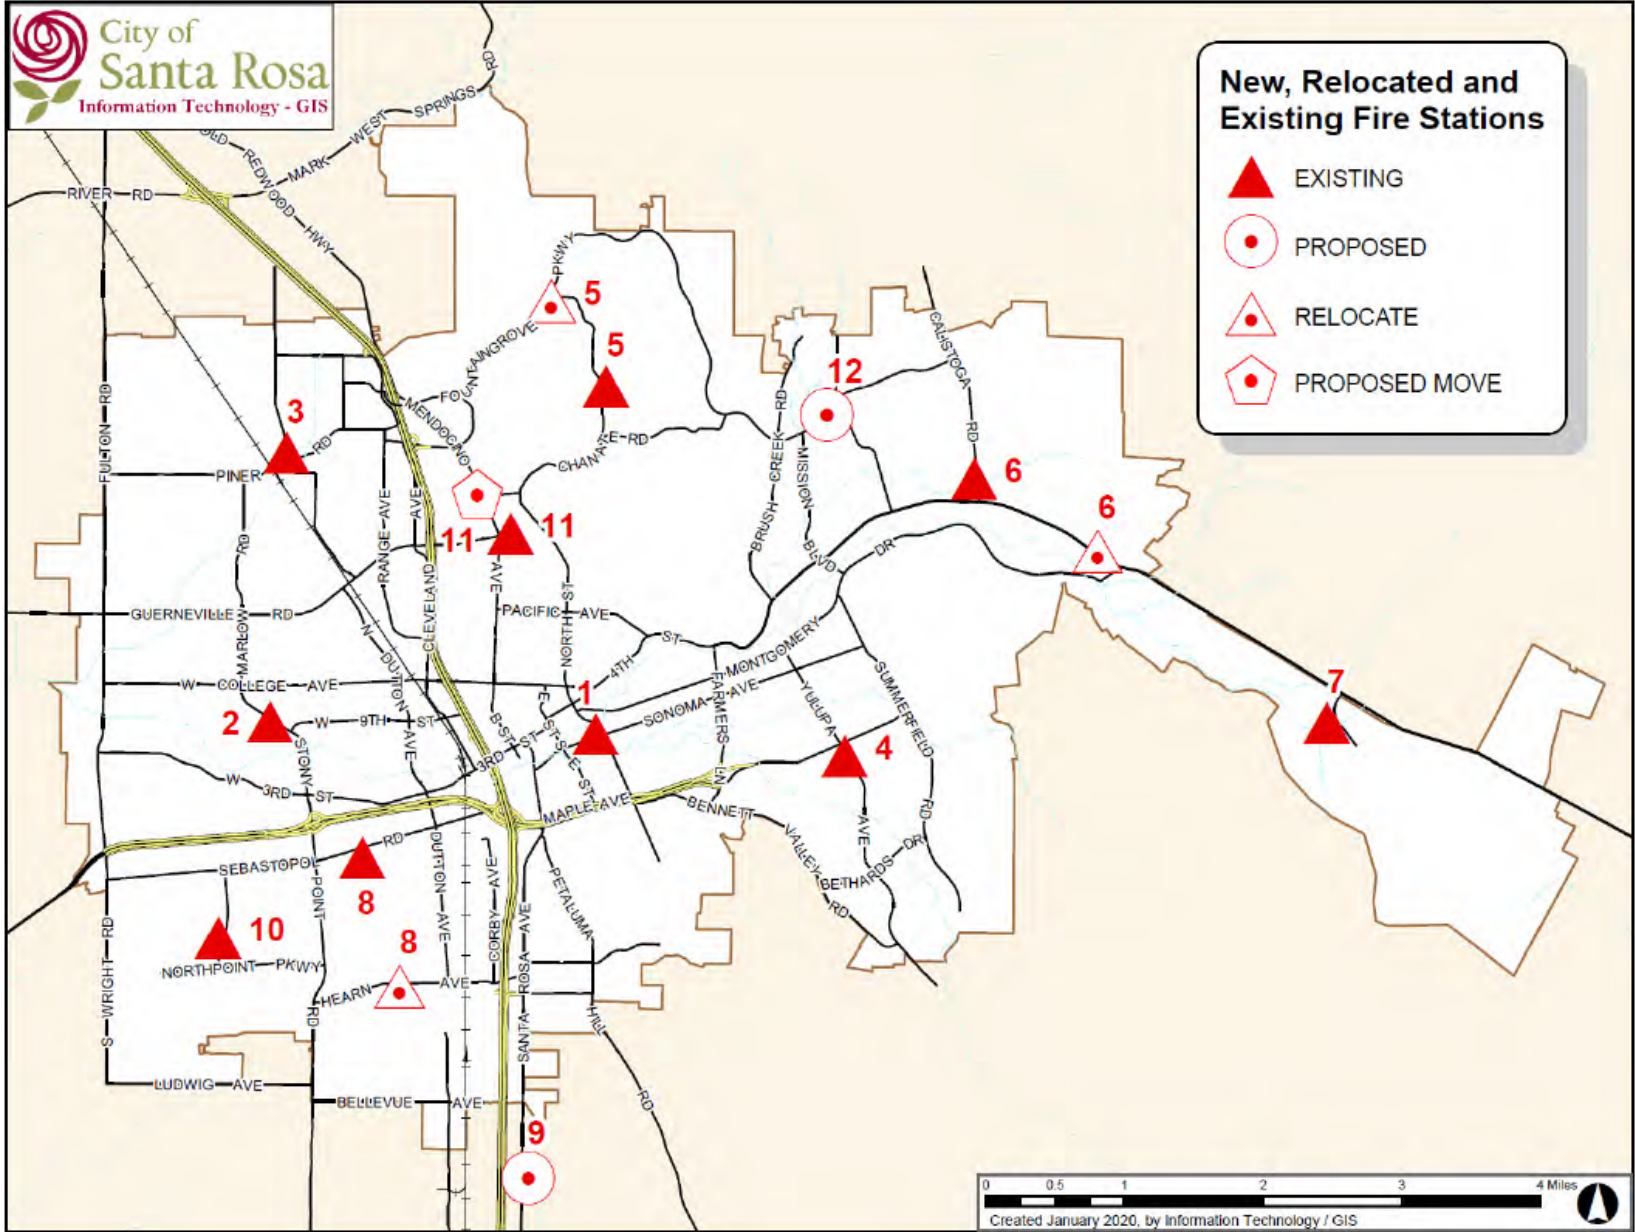 City of
Santa Rosa
Information Technology - GIS
New, Relocated and
Existing Fire Stations
EXISTING
PROPOSED
RELOCATE
PROPOSED MOVE
RD
SPRINGS
WEST
MARK
OLD
REDWOOD
HWY
RIVER RD
PKWY
5
FOUNTAINGROVE
5
CALISTOGA
RD
12
FULTON RD
3
RD
PINER
MENDOCINO
CHANATE RD
BRUSH CREEK RD
MISSION
BLVD
6
6
11
11
RANGE AVE
AVE
RD
MARLOW
GUERNEVILLE RD
CLEVELAND
AVE
PACIFIC AVE
NORTH ST
DR
MONTGOMERY
4TH
ST
N
DUTTON
AVE
W COLLEGE AVE
SONOMA AVE
FARMERS
LN
YULUPA
AVE
SUMMERFIELD
RD
7
1
2
W 9TH ST
STONY
POINT
RD
B ST
E ST
S E ST
3RD ST
4
W 3RD ST
MAPLE AVE
BENNETT
VALLEY
RD
BETHARDS DR
SEBASTOPOL
RD
8
DUTTON AVE
CORBY AVE
PETALUMA
HILL
RD
10
NORTHPOINT PKWY
8
HEARN AVE
SANTA ROSA AVE
S WRIGHT RD
LUDWIG AVE
BELLEVUE AVE
9
0 0.5 1 2 3 4 Miles
Created January 2020, by Information Technology / GIS